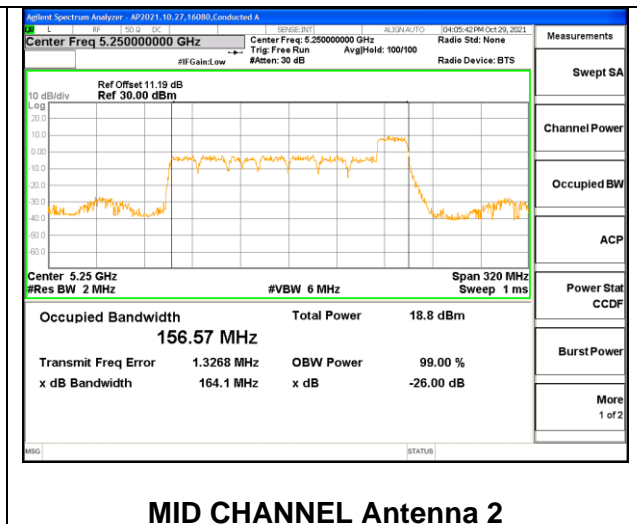 Agilent Spectrum Analyzer - AP2021.10.27,16080,Conducted A
L RF 50 Ω DC SENSE:INT ALIGN AUTO 04:05:42 PM Oct 29, 2021
Center Freq 5.250000000 GHz
Center Freq: 5.250000000 GHz Radio Std: None
Trig: Free Run Avg|Hold: 100/100
#IFGain:Low #Atten: 30 dB Radio Device: BTS
Ref Offset 11.19 dB
10 dB/div Ref 30.00 dBm
Log
20.0
10.0
0.00
-10.0
-20.0
-30.0
-40.0
-50.0
-60.0
Center 5.25 GHz Span 320 MHz
#Res BW 2 MHz #VBW 6 MHz Sweep 1 ms
Occupied Bandwidth Total Power 18.8 dBm
156.57 MHz
Transmit Freq Error 1.3268 MHz OBW Power 99.00 %
x dB Bandwidth 164.1 MHz x dB -26.00 dB
MSG STATUS
Measurements
Swept SA
Channel Power
Occupied BW
ACP
Power Stat
CCDF
Burst Power
More
1 of 2
MID CHANNEL Antenna 2